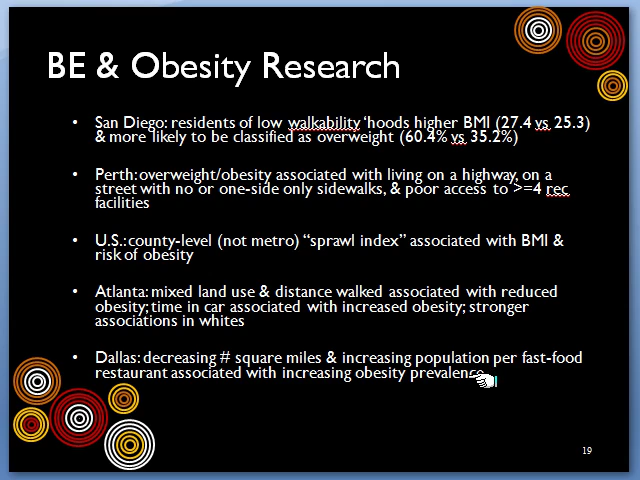 BE & Obesity Research
• San Diego: residents of low walkability ‘hoods higher BMI (27.4 vs 25.3)
& more likely to be classified as overweight (60.4% vs 35.2%)
• Perth: overweight/obesity associated with living on a highway, on a
street with no or one-side only sidewalks, & poor access to >=4 rec
facilities
• U.S.: county-level (not metro) “sprawl index” associated with BMI &
risk of obesity
• Atlanta: mixed land use & distance walked associated with reduced
obesity; time in car associated with increased obesity; stronger
associations in whites
• Dallas: decreasing # square miles & increasing population per fast-food
restaurant associated with increasing obesity prevalence
19